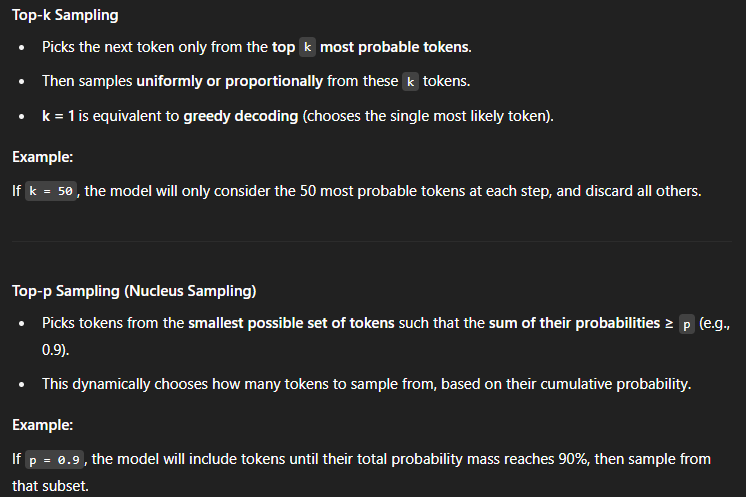 Top-k Sampling
• Picks the next token only from the top k most probable tokens.
• Then samples uniformly or proportionally from these k tokens.
• k = 1 is equivalent to greedy decoding (chooses the single most likely token).
Example:
If k = 50, the model will only consider the 50 most probable tokens at each step, and discard all others.
Top-p Sampling (Nucleus Sampling)
• Picks tokens from the smallest possible set of tokens such that the sum of their probabilities ≥ p (e.g.,
0.9).
• This dynamically chooses how many tokens to sample from, based on their cumulative probability.
Example:
If p = 0.9, the model will include tokens until their total probability mass reaches 90%, then sample from
that subset.